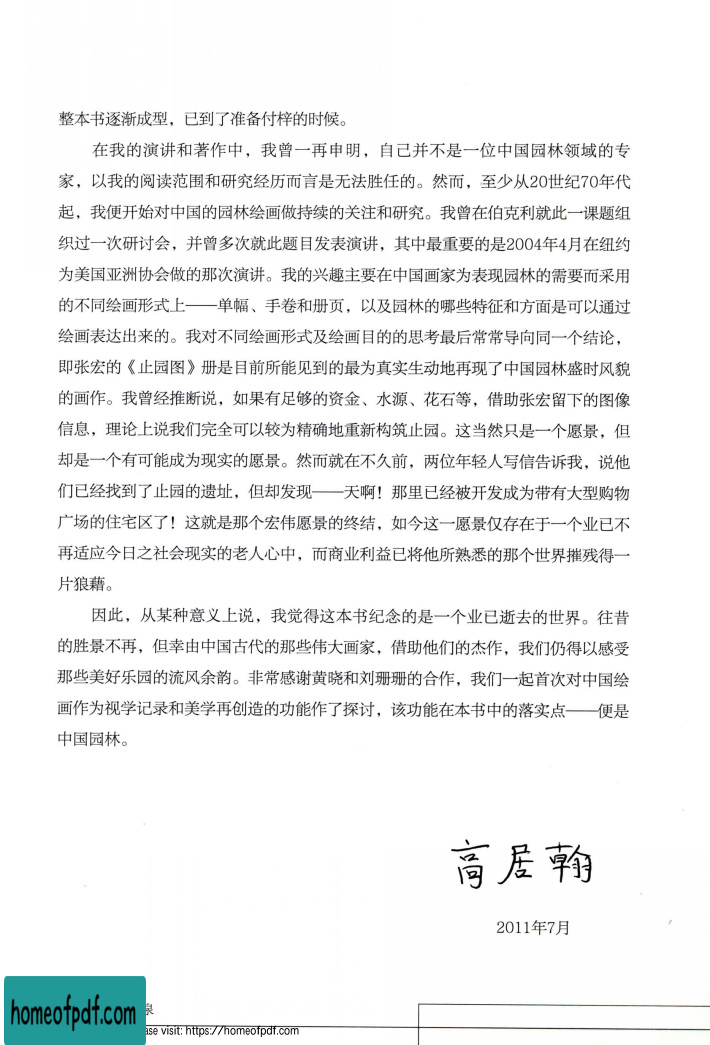 整本书逐渐成型，已到了准备付梓的时候。
在我的演讲和著作中，我曾一再申明，自己并不是一位中国园林领域的专
家，以我的阅读范围和研究经历而言是无法胜任的。然而，至少从20世纪70年代
起，我便开始对中国的园林绘画做持续的关注和研究。我曾在伯克利就此一课题组
织过一次研讨会，并曾多次就此题目发表演讲，其中最重要的是2004年4月在纽约
为美国亚洲协会做的那次演讲。我的兴趣主要在中国画家为表现园林的需要而采用
的不同绘画形式上——单幅、手卷和册页，以及园林的哪些特征和方面是可以通过
绘画表达出来的。我对不同绘画形式及绘画目的的思考最后常常导向同一个结论，
即张宏的《止园图》册是目前所能见到的最为真实生动地再现了中国园林盛时风貌
的画作。我曾经推断说，如果有足够的资金、水源、花石等，借助张宏留下的图像
信息，理论上说我们完全可以较为精确地重新构筑止园。这当然只是一个愿景，但
却是一个有可能成为现实的愿景。然而就在不久前，两位年轻人写信告诉我，说他
们已经找到了止园的遗址，但却发现——天啊！那里已经被开发成为带有大型购物
广场的住宅区了！这就是那个宏伟愿景的终结，如今这一愿景仅存在于一个业已不
再适应今日之社会现实的老人心中，而商业利益已将他所熟悉的那个世界摧残得一
片狼藉。
因此，从某种意义上说，我觉得这本书纪念的是一个业已逝去的世界。往昔
的胜景不再，但幸由中国古代的那些伟大画家，借助他们的杰作，我们仍得以感受
那些美好乐园的流风余韵。非常感谢黄晓和刘珊珊的合作，我们一起首次对中国绘
画作为视学记录和美学再创造的功能作了探讨，该功能在本书中的落实点——便是
中国园林。
高居翰
2011年7月
homeofpdf.com
visit: https://homeofpdf.com